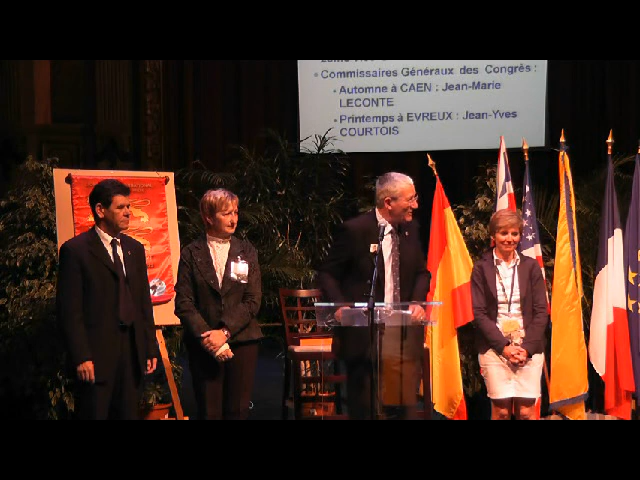 Commissaires Généraux des Congrès :
Automne à CAEN : Jean-Marie
LECONTE
Printemps à EVREUX : Jean-Yves
COURTOIS